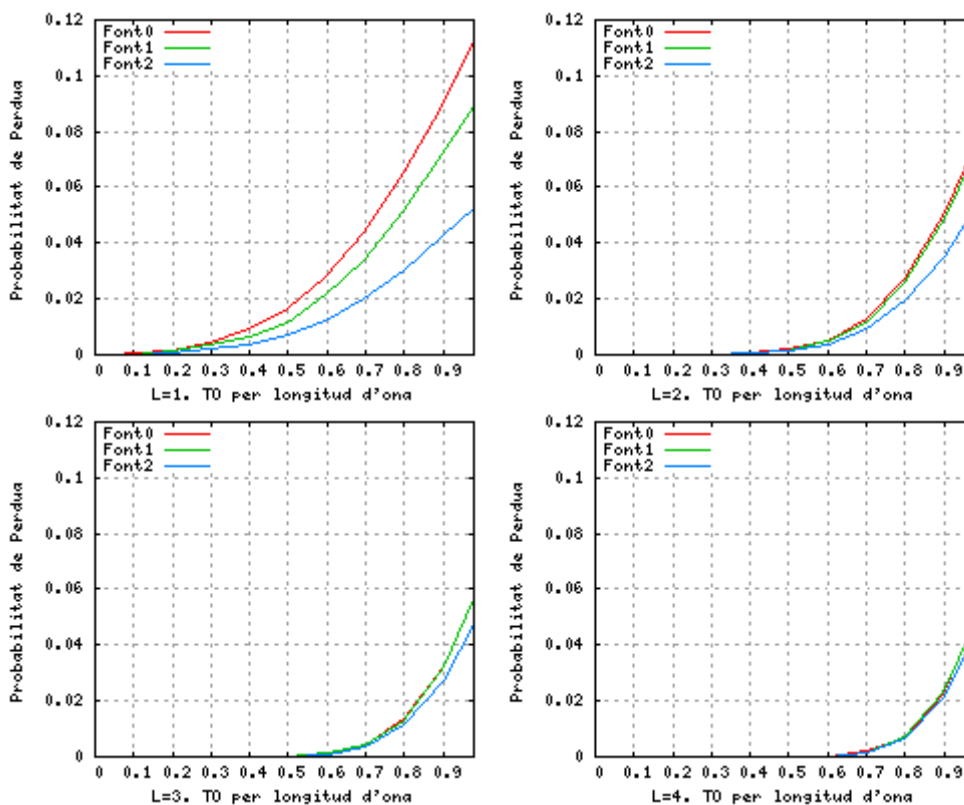 0.12
0.1
0.08
0.06
0.04
0.02
0
Font0
Font1
Font2
Probabilitat de Perdua
0 0.1 0.2 0.3 0.4 0.5 0.6 0.7 0.8 0.9
L=1. T0 per longitud d'ona
0.12
0.1
0.08
0.06
0.04
0.02
0
Font0
Font1
Font2
Probabilitat de Perdua
0 0.1 0.2 0.3 0.4 0.5 0.6 0.7 0.8 0.9
L=2. T0 per longitud d'ona
0.12
0.1
0.08
0.06
0.04
0.02
0
Font0
Font1
Font2
Probabilitat de Perdua
0 0.1 0.2 0.3 0.4 0.5 0.6 0.7 0.8 0.9
L=3. T0 per longitud d'ona
0.12
0.1
0.08
0.06
0.04
0.02
0
Font0
Font1
Font2
Probabilitat de Perdua
0 0.1 0.2 0.3 0.4 0.5 0.6 0.7 0.8 0.9
L=4. T0 per longitud d'ona